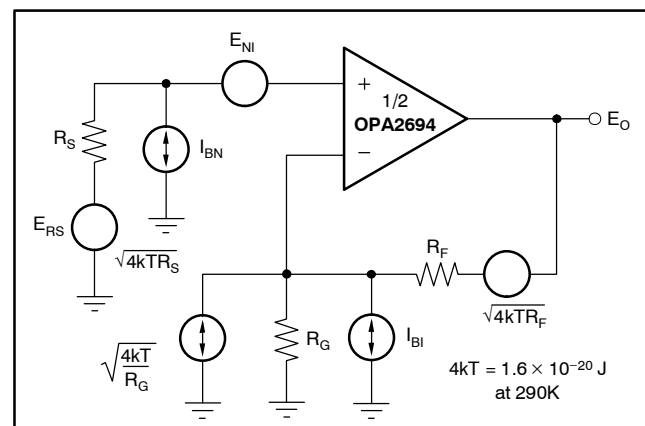 E_NI
+
1/2
OPA2694
−
E_O
R_S
I_BN
E_RS
√4kTR_S
R_F
√4kTR_F
√4kT/R_G
R_G
I_BI
4kT = 1.6 × 10⁻²⁰ J
at 290K